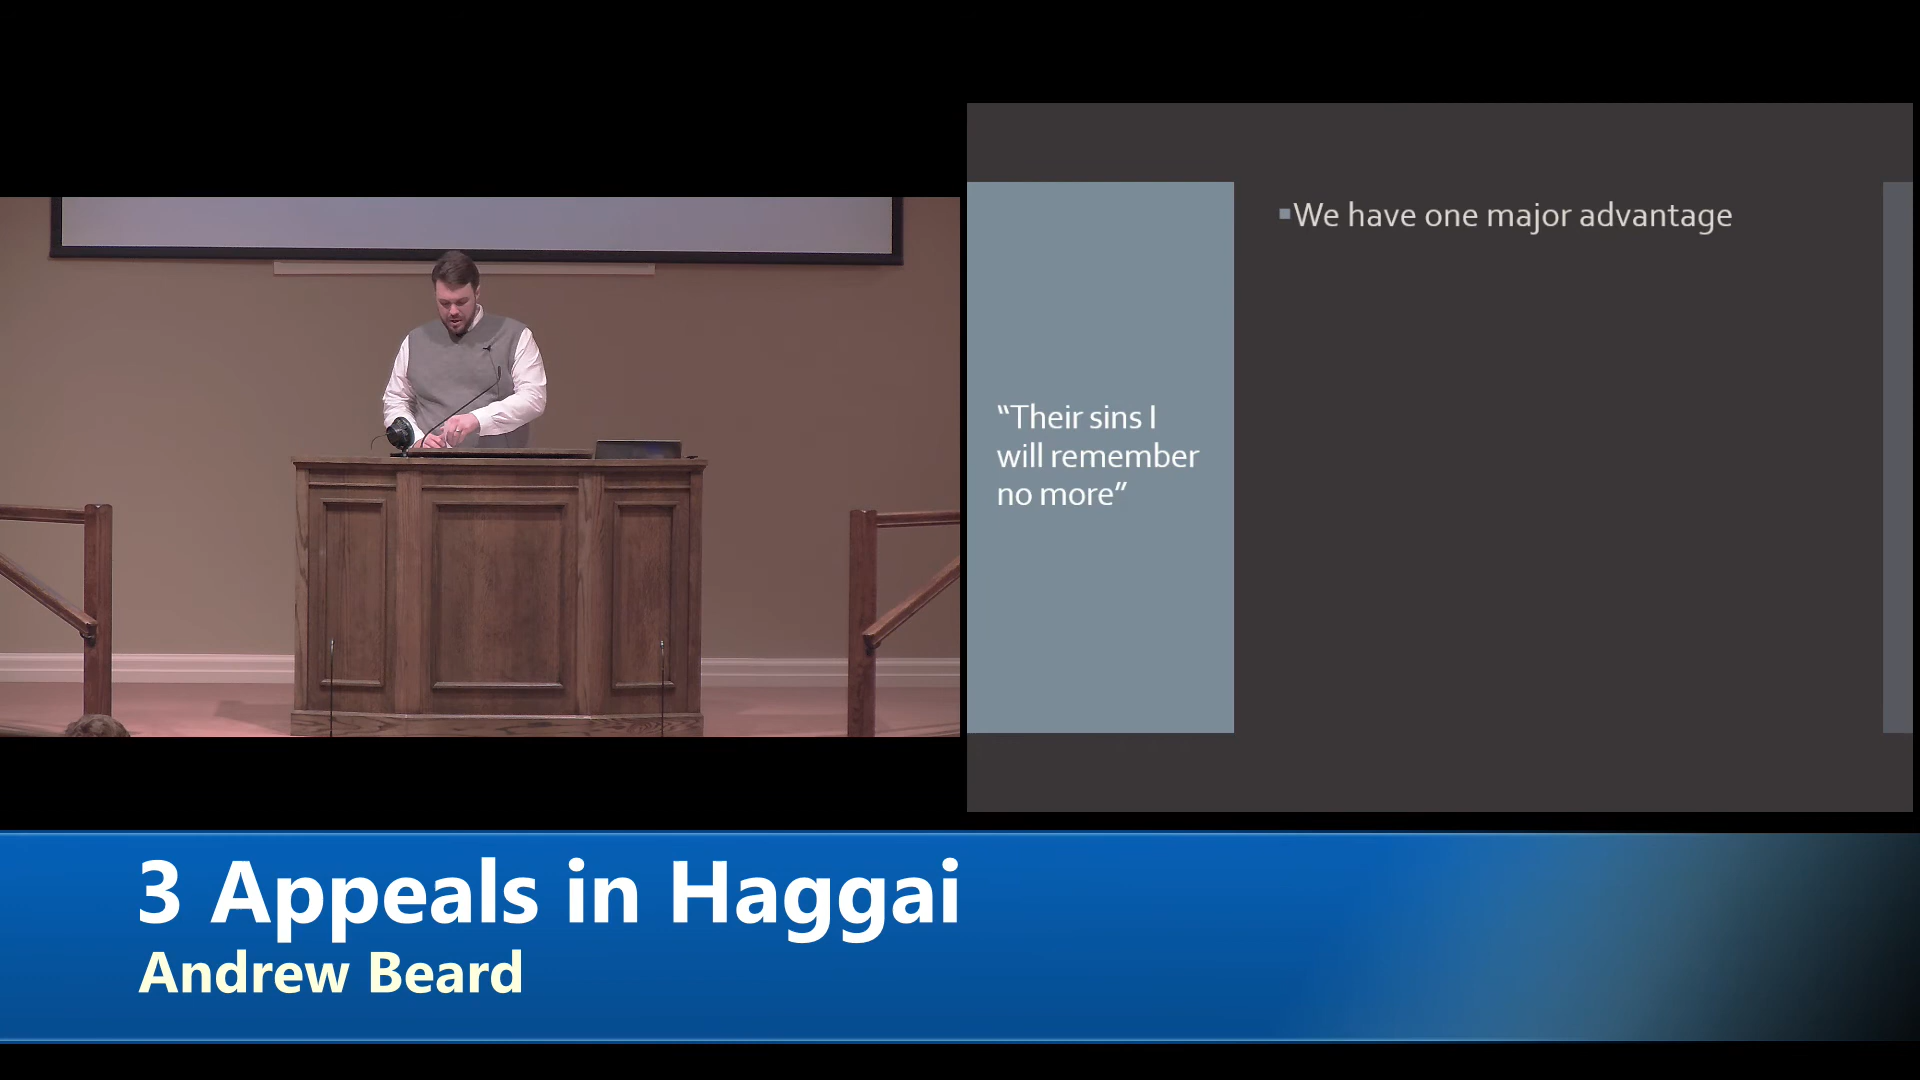 ▪We have one major advantage
“Their sins I
will remember
no more”
3 Appeals in Haggai
Andrew Beard